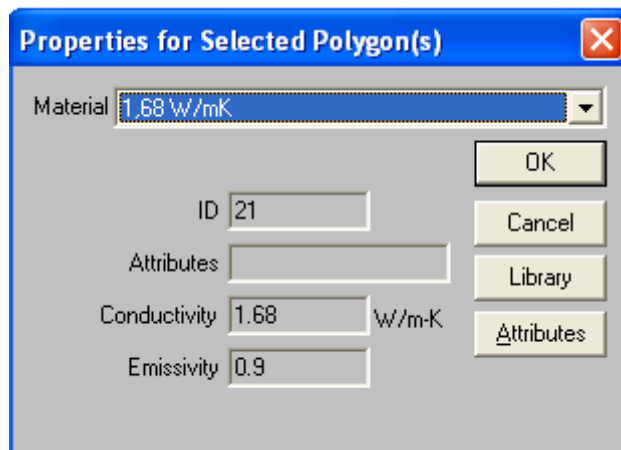 Properties for Selected Polygon(s)
Material 1,68 W/mK
OK
ID 21
Cancel
Attributes
Library
Conductivity 1.68 W/m-K
Attributes
Emissivity 0.9